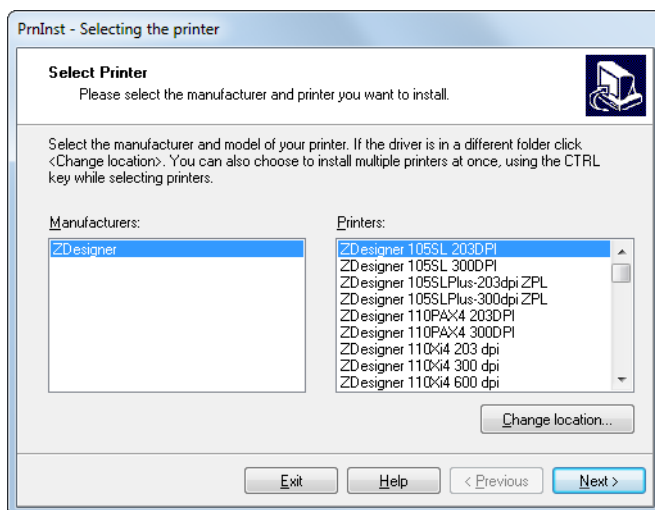 PrnInst - Selecting the printer
Select Printer
Please select the manufacturer and printer you want to install.
Select the manufacturer and model of your printer. If the driver is in a different folder click
<Change location>. You can also choose to install multiple printers at once, using the CTRL
key while selecting printers.
Manufacturers:
ZDesigner
Printers:
ZDesigner 105SL 203DPI
ZDesigner 105SL 300DPI
ZDesigner 105SLPlus-203dpi ZPL
ZDesigner 105SLPlus-300dpi ZPL
ZDesigner 110PAX4 203DPI
ZDesigner 110PAX4 300DPI
ZDesigner 110Xi4 203 dpi
ZDesigner 110Xi4 300 dpi
ZDesigner 110Xi4 600 dpi
Change location...
Exit
Help
< Previous
Next >